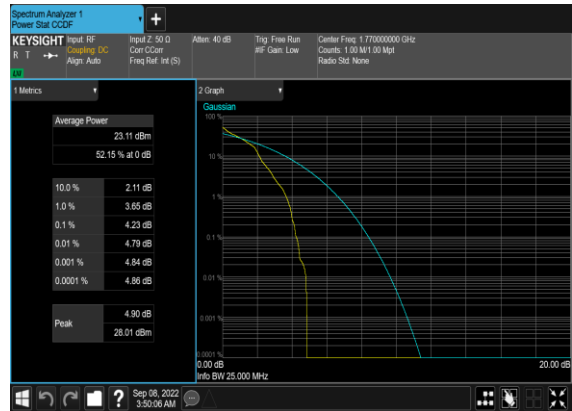 Spectrum Analyzer 1
Power Stat CCDF
+
KEYSIGHT
R T
LV
Input: RF
Coupling: DC
Align: Auto
Input Z: 50 Ω
Corr CCorr
Freq Ref: Int (S)
Atten: 40 dB
Trig: Free Run
#IF Gain: Low
Center Freq: 1.770000000 GHz
Counts: 1.00 M/1.00 Mpt
Radio Std: None
1 Metrics
Average Power
23.11 dBm
52.15 % at 0 dB
10.0 % 2.11 dB
1.0 % 3.65 dB
0.1 % 4.23 dB
0.01 % 4.79 dB
0.001 % 4.84 dB
0.0001 % 4.86 dB
Peak
4.90 dB
28.01 dBm
2 Graph
Gaussian
100 %
10 %
1 %
0.1 %
0.01 %
0.001 %
0.0001 %
0.00 dB 20.00 dB
Info BW 25.000 MHz
? Sep 08, 2022
3:50:06 AM